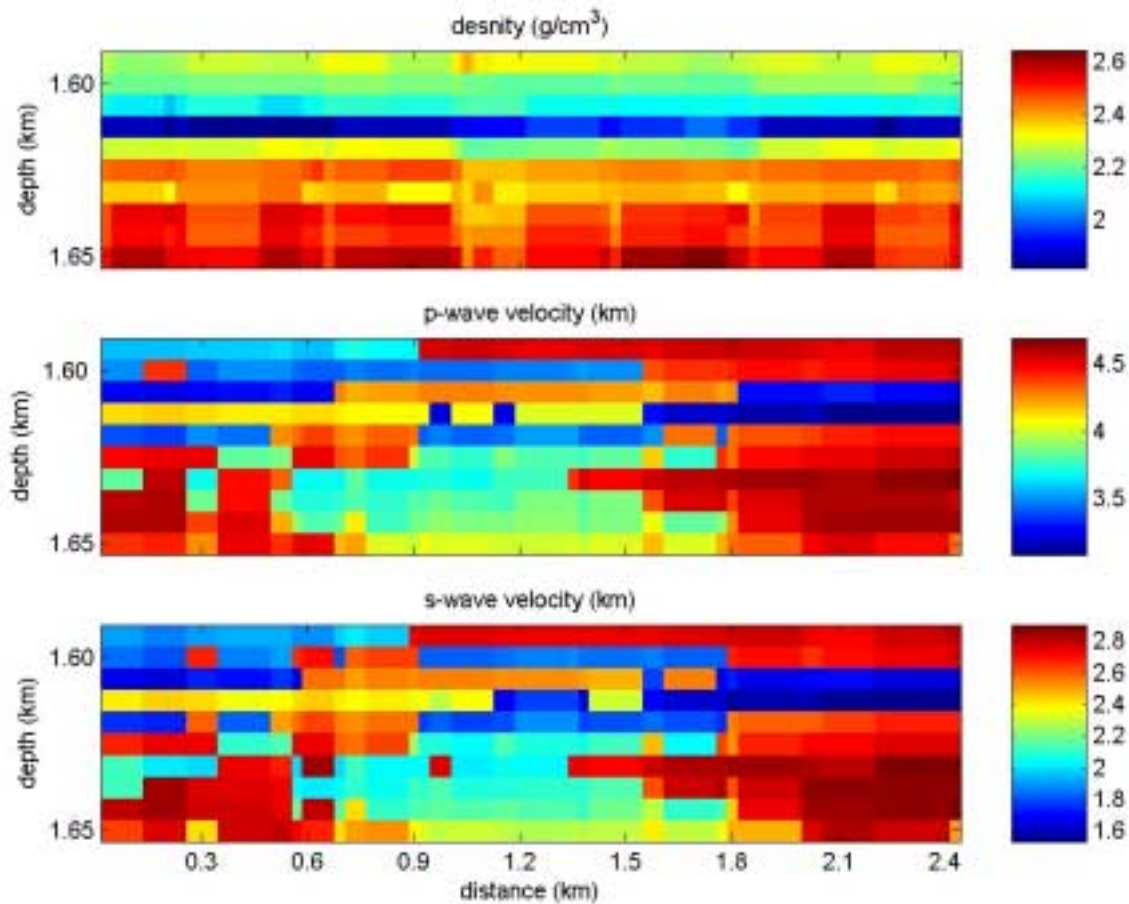 desnity (g/cm3)
depth (km)
1.60
1.65
2.6
2.4
2.2
2
p-wave velocity (km)
depth (km)
1.60
1.65
4.5
4
3.5
s-wave velocity (km)
depth (km)
1.60
1.65
2.8
2.6
2.4
2.2
2
1.8
1.6
0.3 0.6 0.9 1.2 1.5 1.8 2.1 2.4
distance (km)